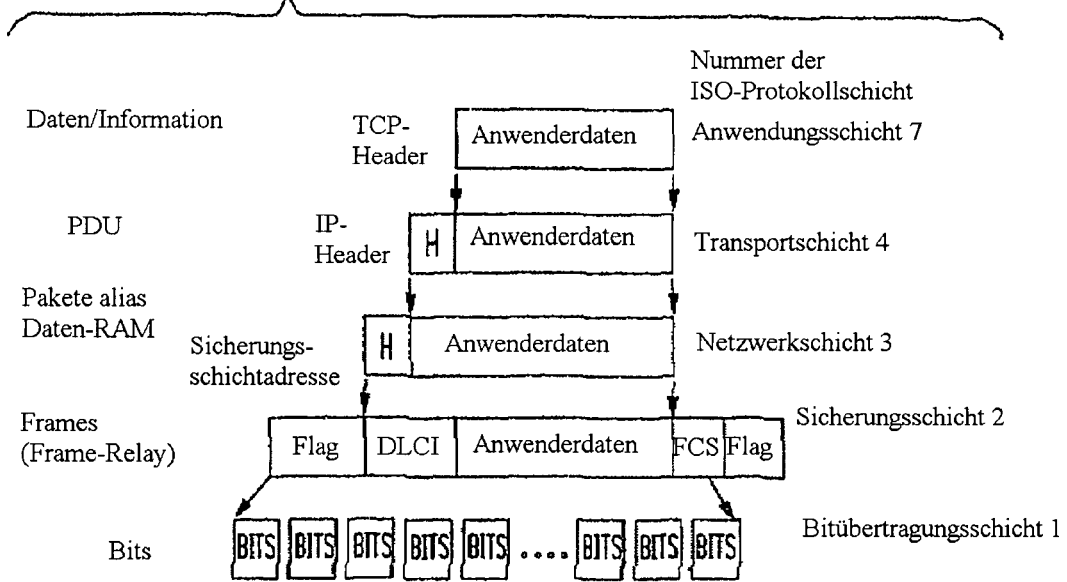 Nummer der
ISO-Protokollschicht
Daten/Information
TCP-
Header
Anwenderdaten
Anwendungsschicht 7
PDU
IP-
Header
H
Anwenderdaten
Transportschicht 4
Pakete alias
Daten-RAM
Sicherungs-
schichtadresse
H
Anwenderdaten
Netzwerkschicht 3
Frames
(Frame-Relay)
Flag
DLCI
Anwenderdaten
FCS
Flag
Sicherungsschicht 2
Bits
BITS BITS BITS BITS BITS .... BITS BITS BITS
Bitübertragungsschicht 1